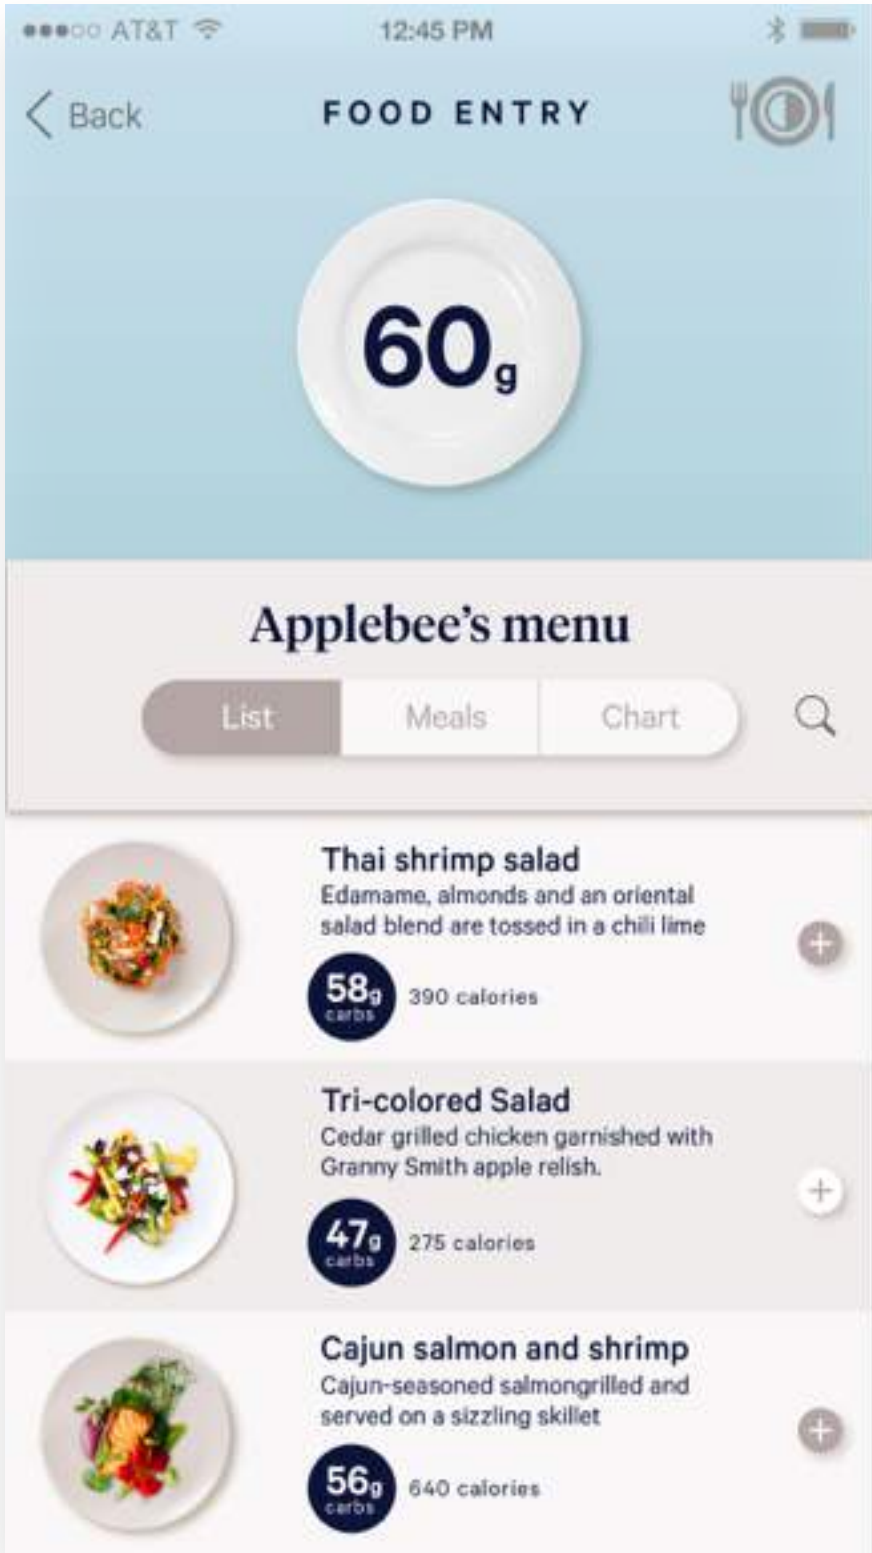 AT&T
12:45 PM
Back
FOOD ENTRY
60g
Applebee's menu
List
Meals
Chart
Thai shrimp salad
Edamame, almonds and an oriental
salad blend are tossed in a chili lime
58g
carbs
390 calories
Tri-colored Salad
Cedar grilled chicken garnished with
Granny Smith apple relish.
47g
carbs
275 calories
Cajun salmon and shrimp
Cajun-seasoned salmongrilled and
served on a sizzling skillet
56g
carbs
640 calories